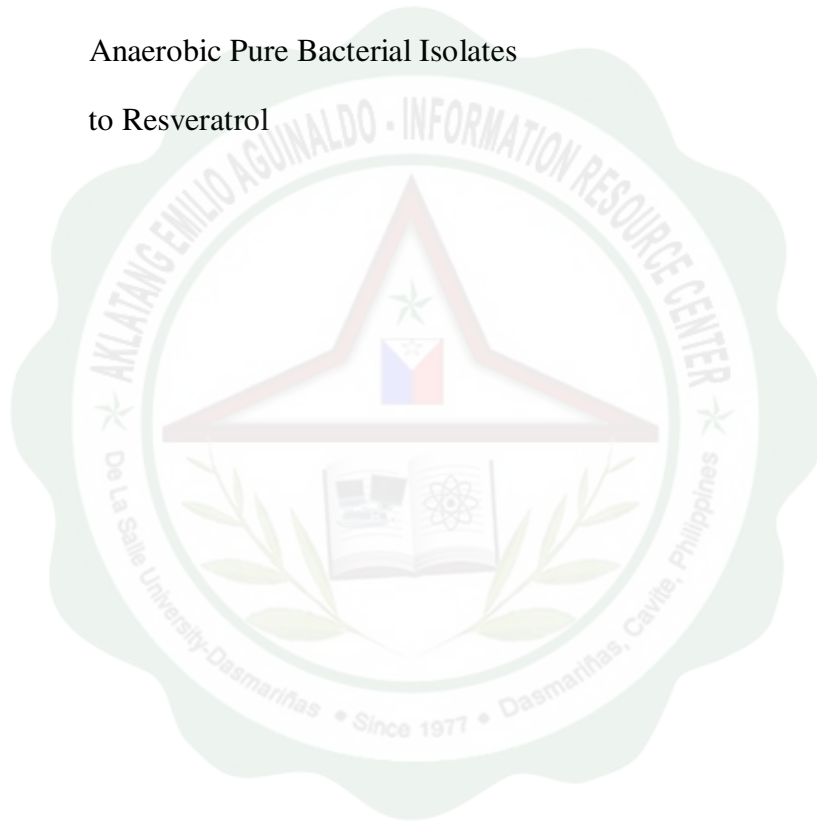 Anaerobic Pure Bacterial Isolates
to Resveratrol
AKLATANG EMILIO AGUINALDO - INFORMATION RESOURCE CENTER
De La Salle University-Dasmariñas • Since 1977 • Dasmariñas, Cavite, Philippines